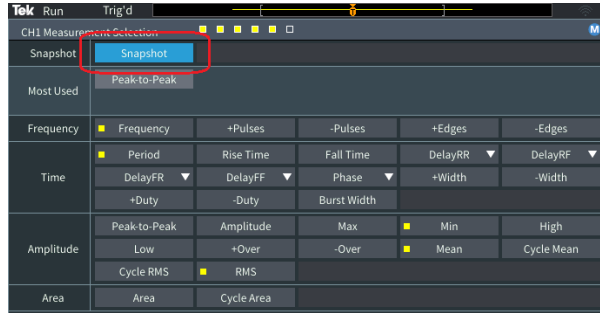 Tek Run Trig'd [ T ]
CH1 Measurement Selection M
Snapshot Snapshot
Most Used Peak-to-Peak
Frequency Frequency +Pulses -Pulses +Edges -Edges
Time Period Rise Time Fall Time DelayRR ▼ DelayRF ▼
DelayFR ▼ DelayFF ▼ Phase ▼ +Width -Width
+Duty -Duty Burst Width
Amplitude Peak-to-Peak Amplitude Max Min High
Low +Over -Over Mean Cycle Mean
Cycle RMS RMS
Area Area Cycle Area